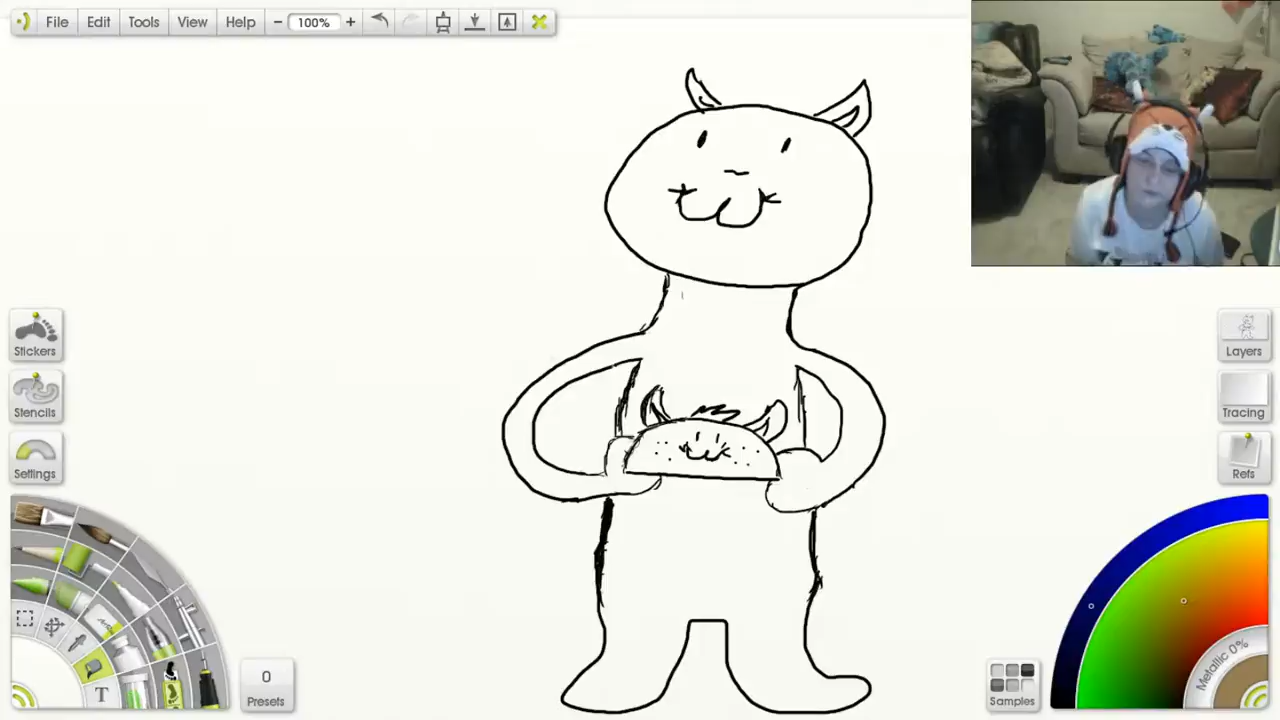 File Edit Tools View Help − 100% +
Stickers
Stencils
Settings
Layers
Tracing
Refs
T
0
Presets
Samples
Metallic 0%